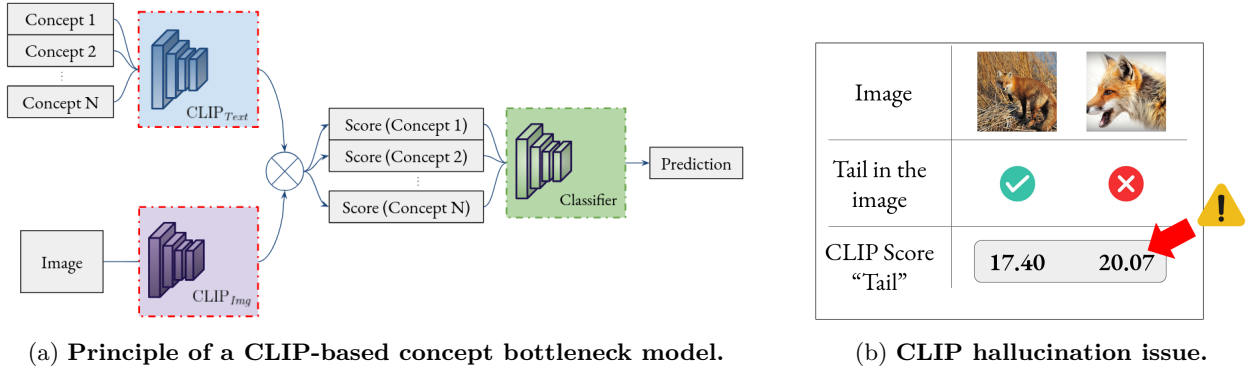 Concept 1
Concept 2
⋮
Concept N
CLIP_Text
Image
CLIP_Img
Score (Concept 1)
Score (Concept 2)
⋮
Score (Concept N)
Classifier
Prediction
(a) Principle of a CLIP-based concept bottleneck model.
Image
Tail in the
image
CLIP Score
“Tail”
17.40 20.07
!
(b) CLIP hallucination issue.